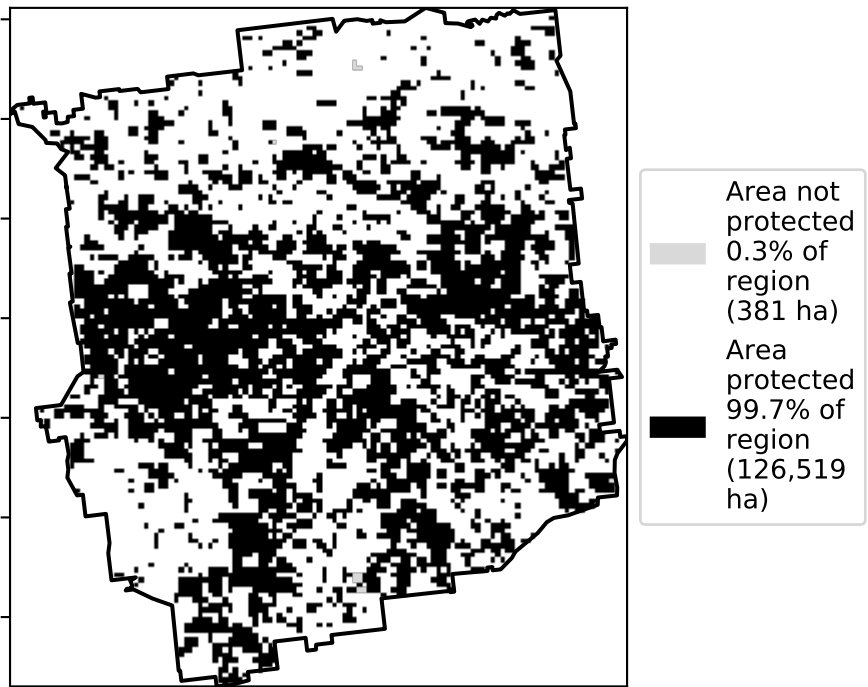 Area not
protected
0.3% of
region
(381 ha)
Area
protected
99.7% of
region
(126,519
ha)